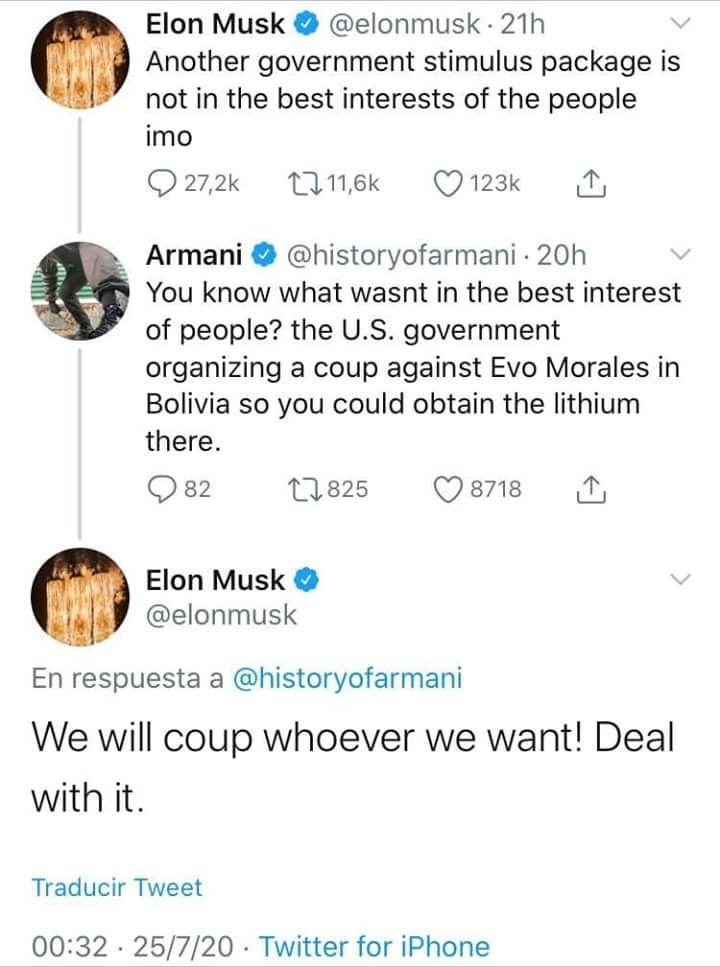 Elon Musk @elonmusk · 21h
Another government stimulus package is
not in the best interests of the people
imo
27,2k 11,6k 123k
Armani @historyofarmani · 20h
You know what wasnt in the best interest
of people? the U.S. government
organizing a coup against Evo Morales in
Bolivia so you could obtain the lithium
there.
82 825 8718
Elon Musk
@elonmusk
En respuesta a @historyofarmani
We will coup whoever we want! Deal
with it.
Traducir Tweet
00:32 · 25/7/20 · Twitter for iPhone